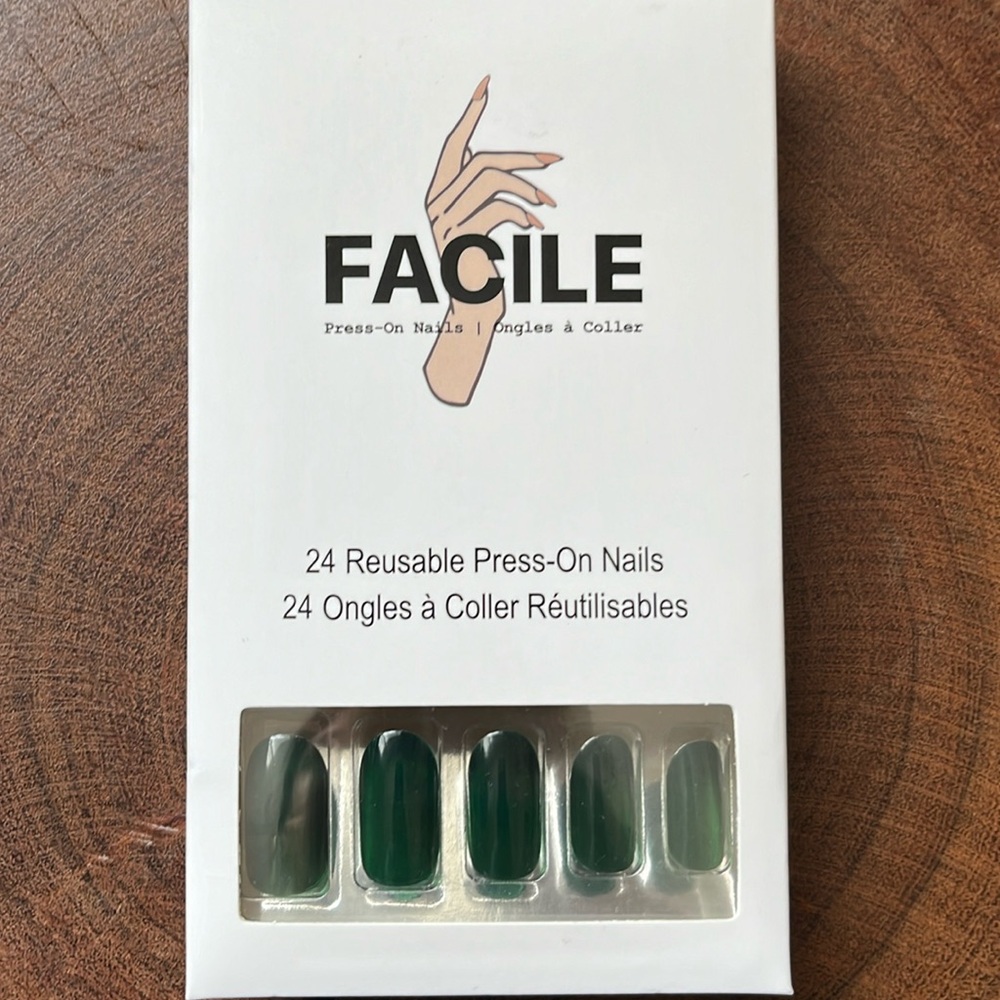 FACILE
Press-On Nails | Ongles à Coller
24 Reusable Press-On Nails
24 Ongles à Coller Réutilisables